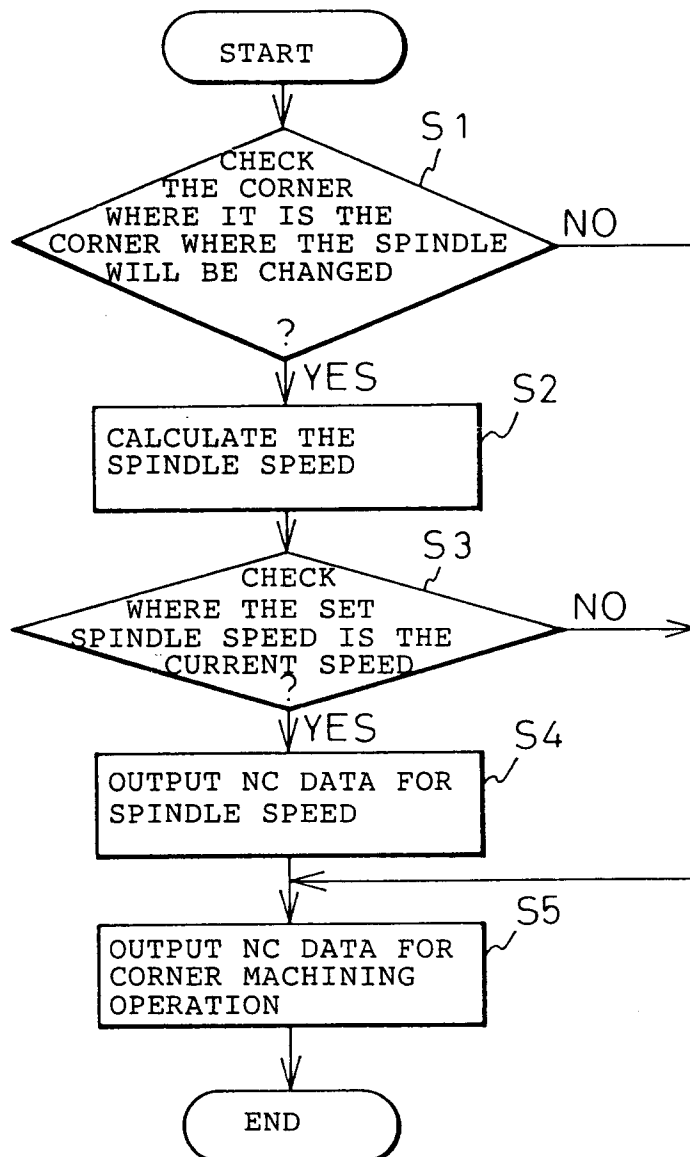 START
S1
CHECK
THE CORNER
WHERE IT IS THE
CORNER WHERE THE SPINDLE
WILL BE CHANGED
?
NO
YES
S2
CALCULATE THE
SPINDLE SPEED
S3
CHECK
WHERE THE SET
SPINDLE SPEED IS THE
CURRENT SPEED
?
NO
YES
S4
OUTPUT NC DATA FOR
SPINDLE SPEED
S5
OUTPUT NC DATA FOR
CORNER MACHINING
OPERATION
END